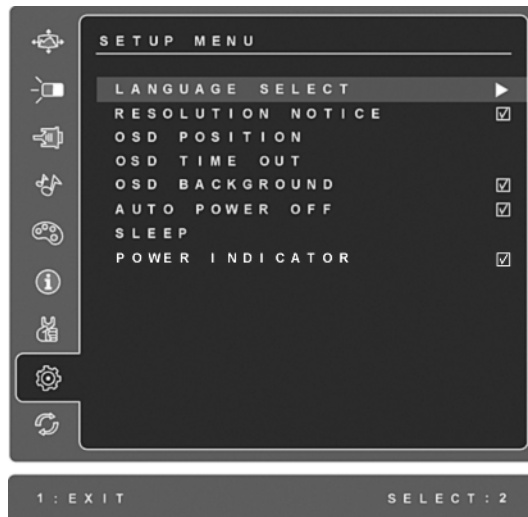 SETUP MENU
LANGUAGE SELECT
RESOLUTION NOTICE
OSD POSITION
OSD TIME OUT
OSD BACKGROUND
AUTO POWER OFF
SLEEP
POWER INDICATOR
1:EXIT SELECT:2